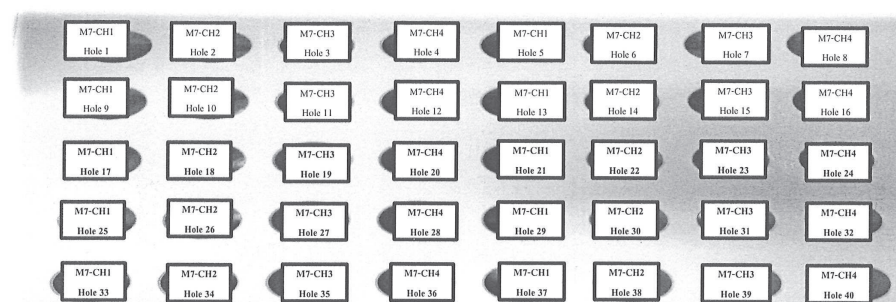 M7-CH1 M7-CH2 M7-CH3 M7-CH4 M7-CH1 M7-CH2 M7-CH3 M7-CH4
Hole 1 Hole 2 Hole 3 Hole 4 Hole 5 Hole 6 Hole 7 Hole 8
M7-CH1 M7-CH2 M7-CH3 M7-CH4 M7-CH1 M7-CH2 M7-CH3 M7-CH4
Hole 9 Hole 10 Hole 11 Hole 12 Hole 13 Hole 14 Hole 15 Hole 16
M7-CH1 M7-CH2 M7-CH3 M7-CH4 M7-CH1 M7-CH2 M7-CH3 M7-CH4
Hole 17 Hole 18 Hole 19 Hole 20 Hole 21 Hole 22 Hole 23 Hole 24
M7-CH1 M7-CH2 M7-CH3 M7-CH4 M7-CH1 M7-CH2 M7-CH3 M7-CH4
Hole 25 Hole 26 Hole 27 Hole 28 Hole 29 Hole 30 Hole 31 Hole 32
M7-CH1 M7-CH2 M7-CH3 M7-CH4 M7-CH1 M7-CH2 M7-CH3 M7-CH4
Hole 33 Hole 34 Hole 35 Hole 36 Hole 37 Hole 38 Hole 39 Hole 40